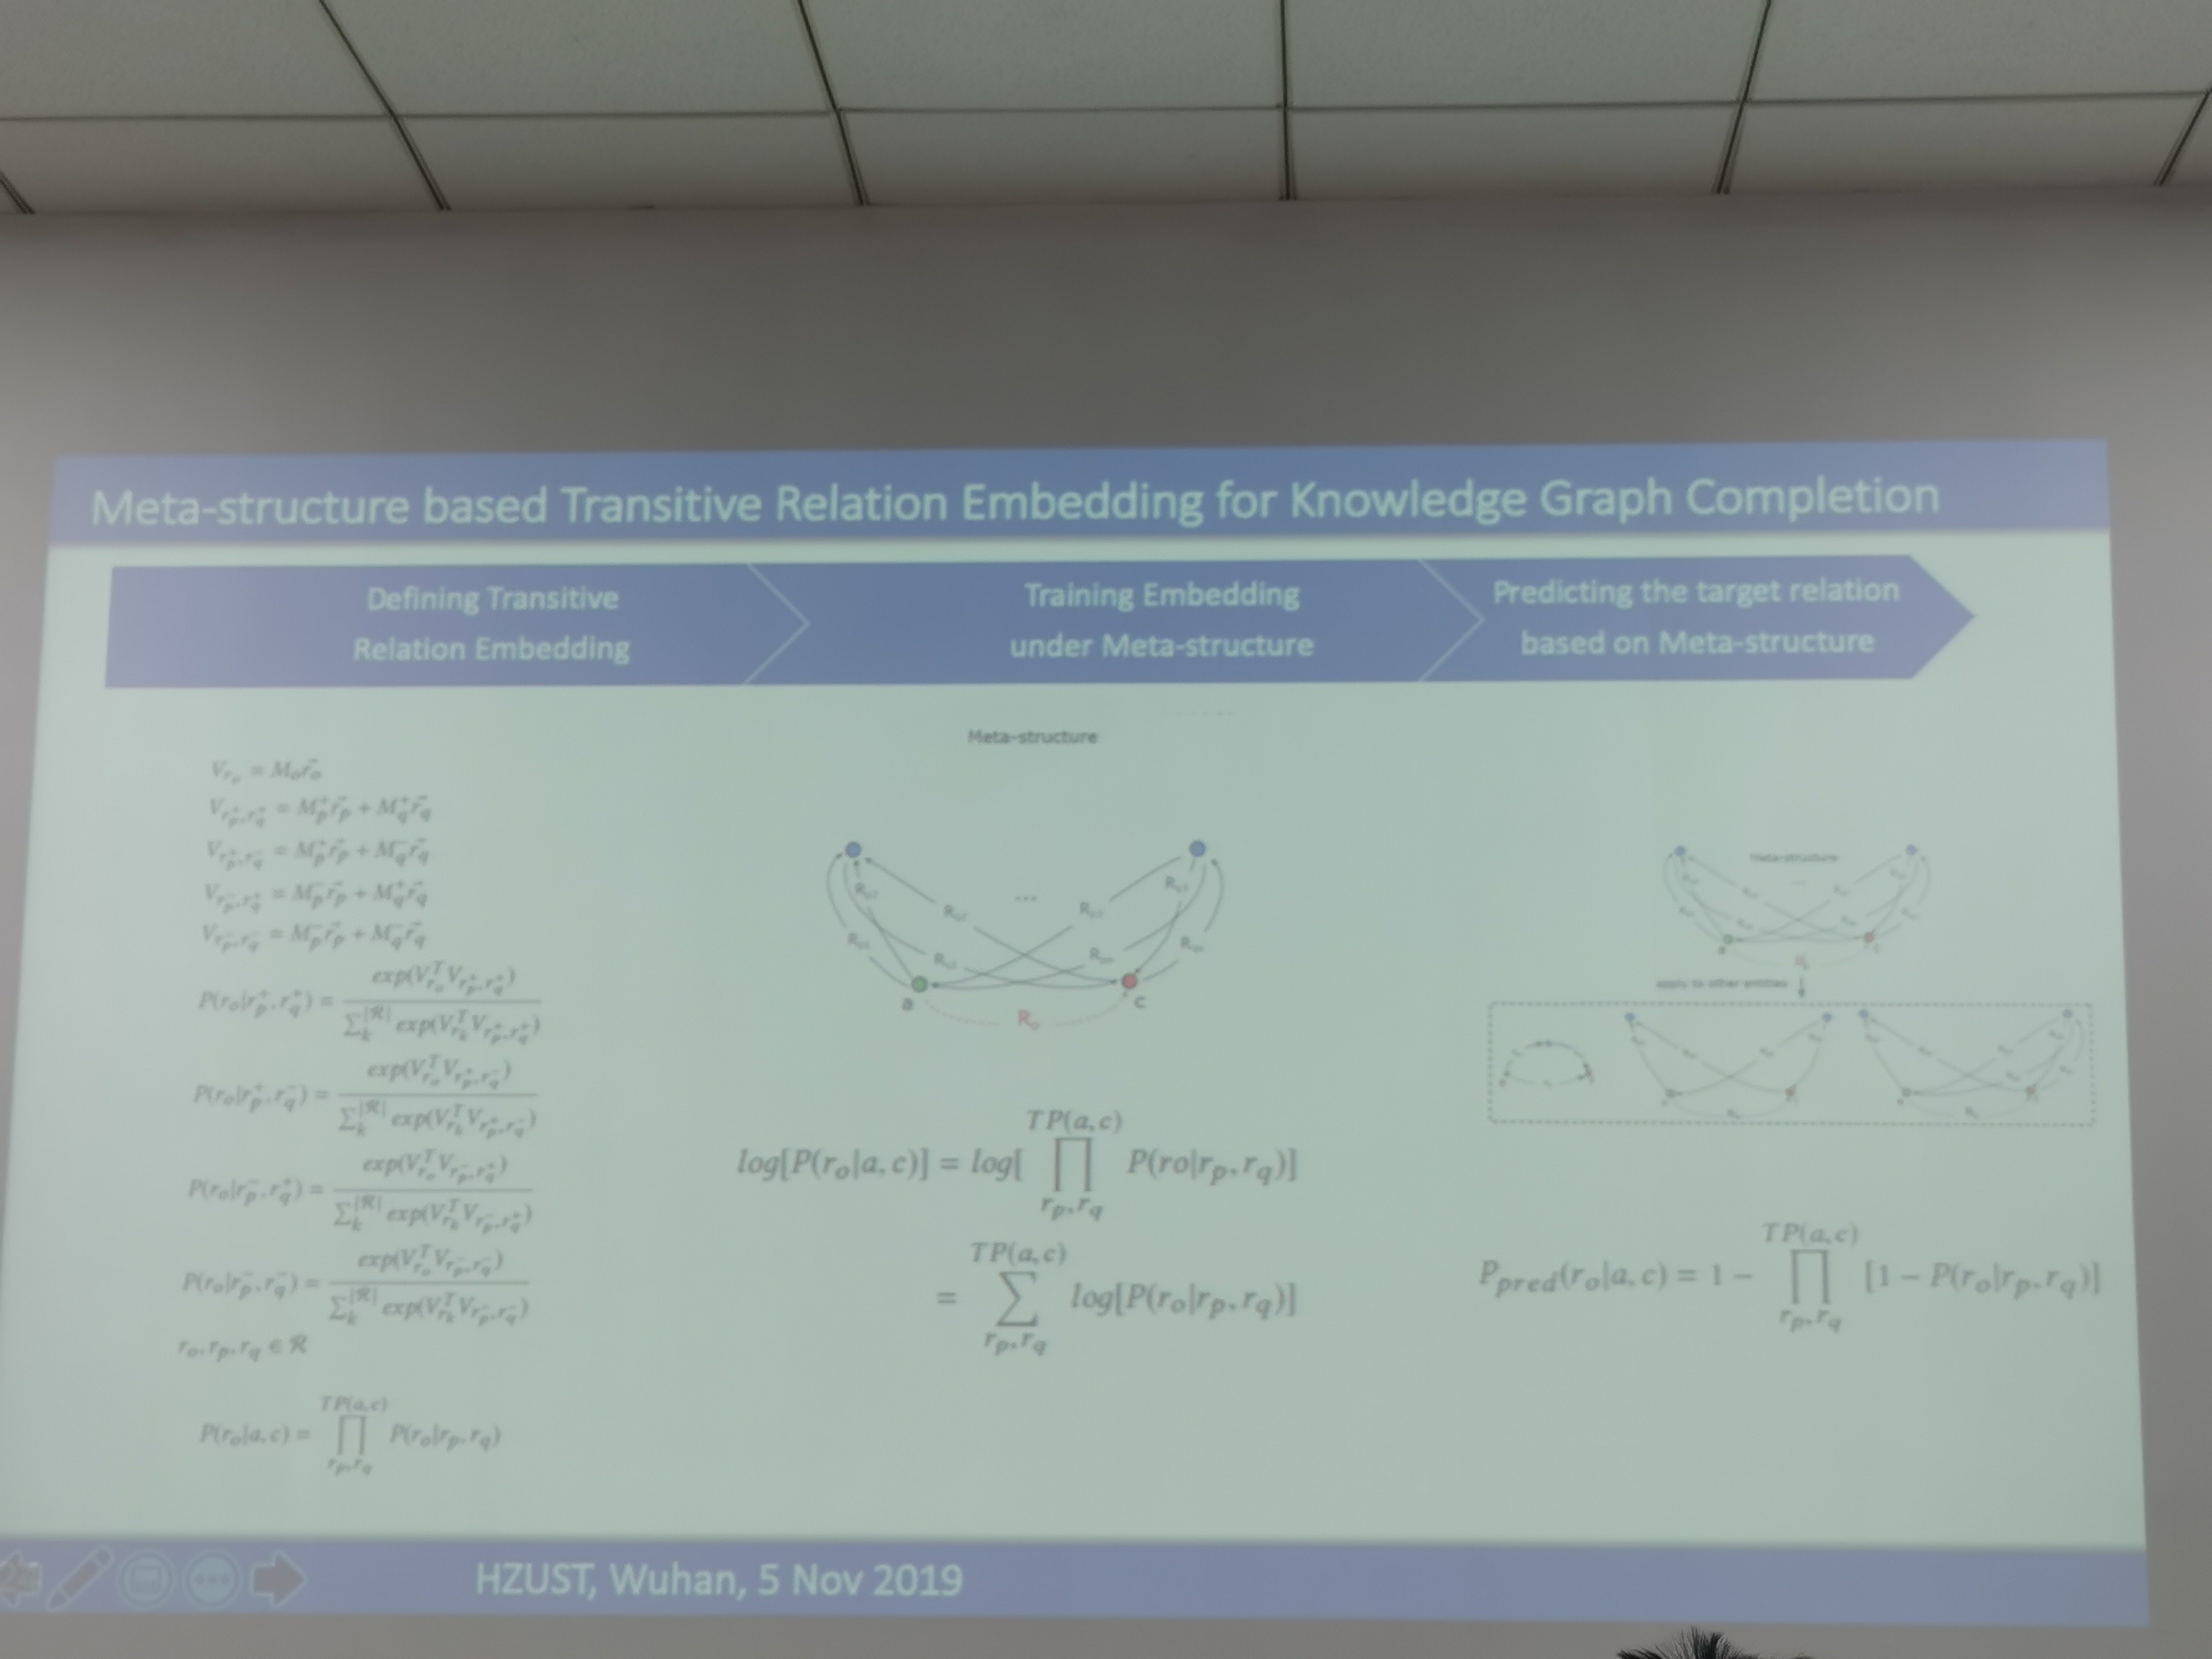 Meta-structure based Transitive Relation Embedding for Knowledge Graph Completion
Defining Transitive
Relation Embedding
Training Embedding
under Meta-structure
Predicting the target relation
based on Meta-structure
V_{r_o} = M_o \vec{r_o}
V_{r_p^+,r_q^+} = M_p^+ \vec{r_p} + M_q^+ \vec{r_q}
V_{r_p^+,r_q^-} = M_p^+ \vec{r_p} + M_q^- \vec{r_q}
V_{r_p^-,r_q^+} = M_p^- \vec{r_p} + M_q^+ \vec{r_q}
V_{r_p^-,r_q^-} = M_p^- \vec{r_p} + M_q^- \vec{r_q}
P(r_o|r_p^+, r_q^+) = \frac{exp(V_{r_o}^T V_{r_p^+,r_q^+})}{\sum_k^{|\mathcal{R}|} exp(V_{r_k}^T V_{r_p^+,r_q^+})}
P(r_o|r_p^+, r_q^-) = \frac{exp(V_{r_o}^T V_{r_p^+,r_q^-})}{\sum_k^{|\mathcal{R}|} exp(V_{r_k}^T V_{r_p^+,r_q^-})}
P(r_o|r_p^-, r_q^+) = \frac{exp(V_{r_o}^T V_{r_p^-,r_q^+})}{\sum_k^{|\mathcal{R}|} exp(V_{r_k}^T V_{r_p^-,r_q^+})}
P(r_o|r_p^-, r_q^-) = \frac{exp(V_{r_o}^T V_{r_p^-,r_q^-})}{\sum_k^{|\mathcal{R}|} exp(V_{r_k}^T V_{r_p^-,r_q^-})}
r_o, r_p, r_q ∈ \mathcal{R}
P(r_o|a, c) = \prod_{r_p,r_q}^{TP(a,c)} P(r_o|r_p, r_q)
Meta-structure
...
a
c
R_o
log[P(r_o|a, c)] = log[ \prod_{r_p,r_q}^{TP(a,c)} P(ro|r_p, r_q)]
= \sum_{r_p,r_q}^{TP(a,c)} log[P(r_o|r_p, r_q)]
Meta-structure
apply to other entities
P_{pred}(r_o|a, c) = 1 - \prod_{r_p,r_q}^{TP(a,c)} [1 - P(r_o|r_p, r_q)]
HZUST, Wuhan, 5 Nov 2019